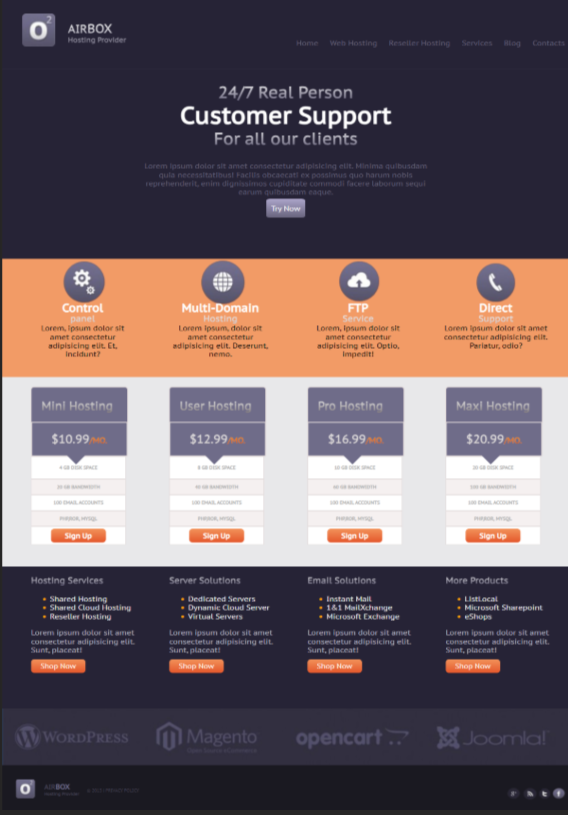 O2
AIRBOX
Hosting Provider
Home Web Hosting Reseller Hosting Services Blog Contacts
24/7 Real Person
Customer Support
For all our clients
Lorem ipsum dolor sit amet consectetur adipisicing elit. Minima quibusdam
quia necessitatibus! Facilis obcaecati ex possimus quo harum nobis
reprehenderit, enim dignissimos cupiditate commodi facere laborum sequi
earum quibusdam eaque.
Try Now
Control
panel
Lorem, ipsum dolor sit
amet consectetur
adipisicing elit. Et,
incidunt?
Multi-Domain
Hosting
Lorem ipsum, dolor sit
amet consectetur
adipisicing elit. Deserunt,
nemo.
FTP
Service
Lorem ipsum dolor sit
amet consectetur
adipisicing elit. Optio,
impedit!
Direct
Support
Lorem ipsum dolor sit amet
consectetur adipisicing elit.
Pariatur, odio?
Mini Hosting
$10.99/MO.
4 GB DISK SPACE
20 GB BANDWIDTH
100 EMAIL ACCOUNTS
PHP,ROR, MYSQL
Sign Up
User Hosting
$12.99/MO.
8 GB DISK SPACE
40 GB BANDWIDTH
100 EMAIL ACCOUNTS
PHP,ROR, MYSQL
Sign Up
Pro Hosting
$16.99/MO.
10 GB DISK SPACE
60 GB BANDWIDTH
100 EMAIL ACCOUNTS
PHP,ROR, MYSQL
Sign Up
Maxi Hosting
$20.99/MO.
20 GB DISK SPACE
100 GB BANDWIDTH
100 EMAIL ACCOUNTS
PHP,ROR, MYSQL
Sign Up
Hosting Services
Shared Hosting
Shared Cloud Hosting
Reseller Hosting
Lorem ipsum dolor sit amet
consectetur adipisicing elit.
Sunt, placeat!
Shop Now
Server Solutions
Dedicated Servers
Dynamic Cloud Server
Virtual Servers
Lorem ipsum dolor sit amet
consectetur adipisicing elit.
Sunt, placeat!
Shop Now
Email Solutions
Instant Mail
1&1 MailXchange
Microsoft Exchange
Lorem ipsum dolor sit amet
consectetur adipisicing elit.
Sunt, placeat!
Shop Now
More Products
ListLocal
Microsoft Sharepoint
eShops
Lorem ipsum dolor sit amet
consectetur adipisicing elit.
Sunt, placeat!
Shop Now
WORDPRESS
Magento
opencart
Joomla!
O2
AIRBOX
Hosting Provider
PRIVACY POLICY